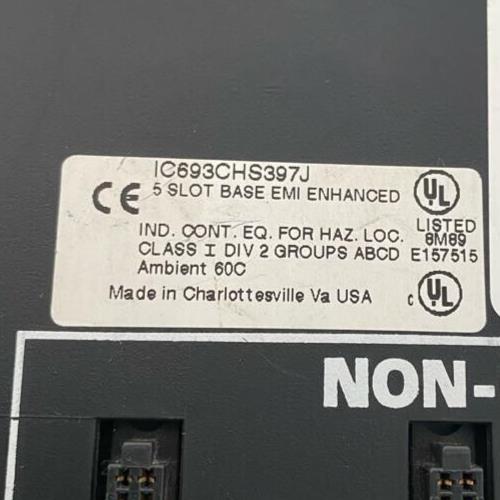 IC693CHS397J
CE 5 SLOT BASE EMI ENHANCED
UL
LISTED
IND. CONT. EQ. FOR HAZ. LOC. 8M89
CLASS I DIV 2 GROUPS ABCD E157515
Ambient 60C
Made in Charlottesville Va USA
c UL
NON-